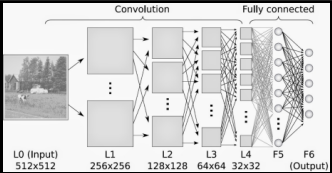 Convolution Fully connected
L0 (Input) L1 L2 L3 L4 F5 F6
512x512 256x256 128x128 64x64 32x32 (Output)